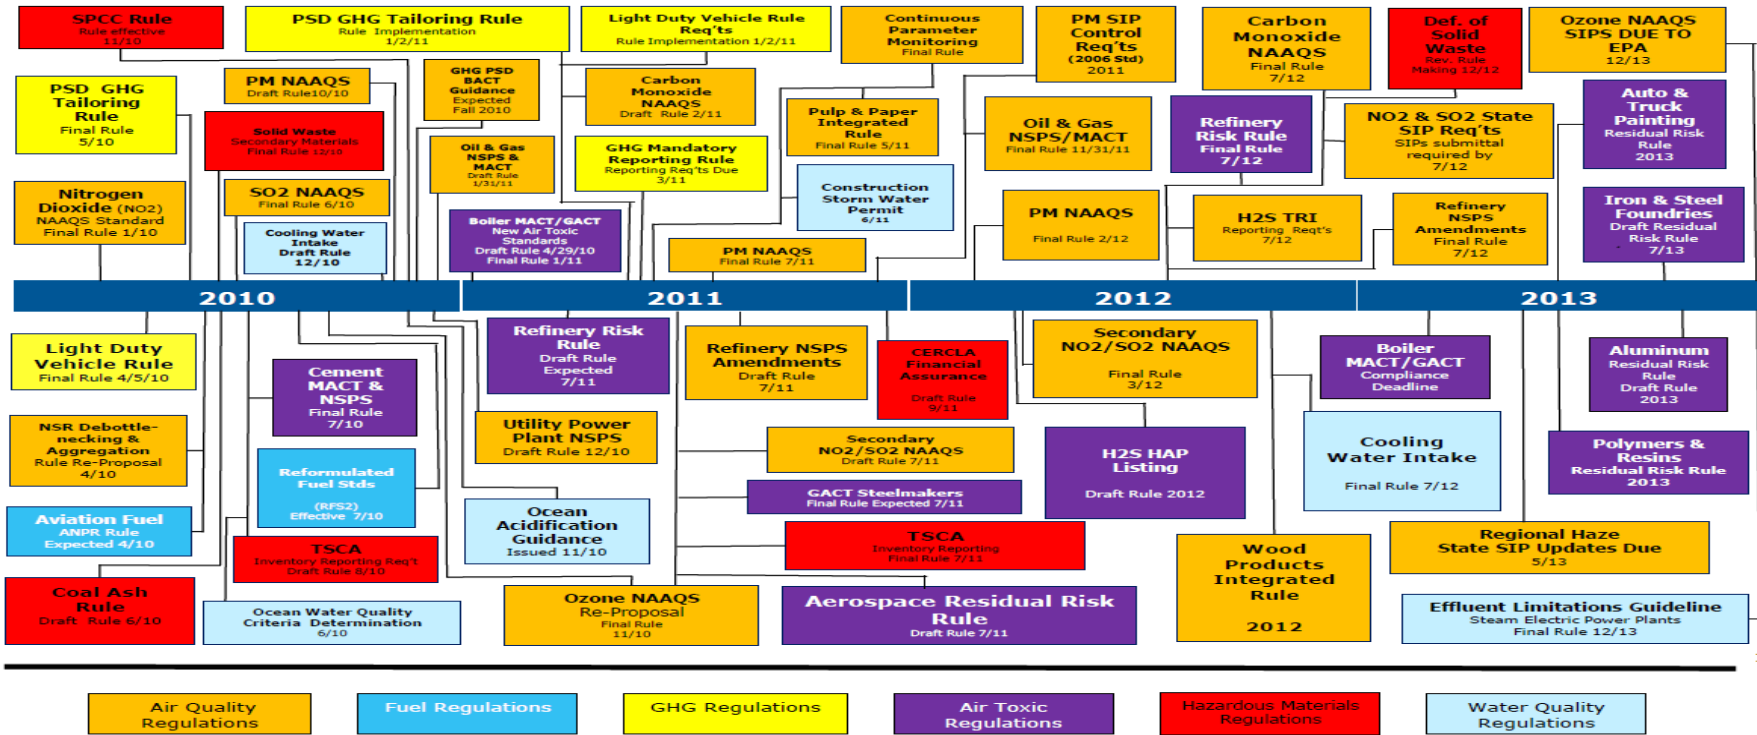 SPCC Rule
Rule effective
11/10
PSD GHG Tailoring Rule
Rule Implementation
1/2/11
Light Duty Vehicle Rule
Req'ts
Rule Implementation 1/2/11
Continuous
Parameter
Monitoring
Final Rule
PM SIP
Control
Req'ts
(2006 Std)
2011
Carbon
Monoxide
NAAQS
Final Rule
7/12
Def. of
Solid
Waste
Rev. Rule
Making 12/12
Ozone NAAQS
SIPS DUE TO
EPA
12/13
PSD GHG
Tailoring
Rule
Final Rule
5/10
PM NAAQS
Draft Rule10/10
GHG PSD
BACT
Guidance
Expected
Fall 2010
Carbon
Monoxide
NAAQS
Draft Rule 2/11
Pulp & Paper
Integrated
Rule
Final Rule 5/11
Oil & Gas
NSPS/MACT
Final Rule 11/31/11
Refinery
Risk Rule
Final Rule
7/12
NO2 & SO2 State
SIP Req'ts
SIPs submittal
required by
7/12
Auto &
Truck
Painting
Residual Risk
Rule
2013
Solid Waste
Secondary Materials
Final Rule 12/10
Oil & Gas
NSPS &
MACT
Draft Rule
1/31/11
GHG Mandatory
Reporting Rule
Reporting Req'ts Due
3/11
Nitrogen
Dioxide (NO2)
NAAQS Standard
Final Rule 1/10
SO2 NAAQS
Final Rule 6/10
Cooling Water
Intake
Draft Rule
12/10
Boiler MACT/GACT
New Air Toxic
Standards
Draft Rule 4/29/10
Final Rule 1/11
Construction
Storm Water
Permit
6/11
PM NAAQS
Final Rule 7/11
PM NAAQS
Final Rule 2/12
H2S TRI
Reporting Req's
7/12
Refinery
NSPS
Amendments
Final Rule
7/12
Iron & Steel
Foundries
Draft Residual
Risk Rule
7/13
2010
2011
2012
2013
Light Duty
Vehicle Rule
Final Rule 4/5/10
Cement
MACT &
NSPS
Final Rule
7/10
Refinery Risk
Rule
Draft Rule
Expected
7/11
Refinery NSPS
Amendments
Draft Rule
7/11
CERCLA
Financial
Assurance
Draft Rule
9/11
Secondary
NO2/SO2 NAAQS
Final Rule
3/12
Boiler
MACT/GACT
Compliance
Deadline
Aluminum
Residual Risk
Rule
Draft Rule
2013
NSR Debottle-
necking &
Aggregation
Rule Re-Proposal
4/10
Reformulated
Fuel Stds
(RFS2)
Effective 7/10
Utility Power
Plant NSPS
Draft Rule 12/10
Secondary
NO2/SO2 NAAQS
Draft Rule 7/11
H2S HAP
Listing
Draft Rule 2012
Cooling
Water Intake
Final Rule 7/12
Polymers &
Resins
Residual Risk Rule
2013
Aviation Fuel
ANPR Rule
Expected 4/10
TSCA
Inventory Reporting Req't
Draft Rule 8/10
Ocean
Acidification
Guidance
Issued 11/10
GACT Steelmakers
Final Rule Expected 7/11
TSCA
Inventory Reporting
Final Rule 7/11
Wood
Products
Integrated
Rule
2012
Regional Haze
State SIP Updates Due
5/13
Coal Ash
Rule
Draft Rule 6/10
Ocean Water Quality
Criteria Determination
6/10
Ozone NAAQS
Re-Proposal
Final Rule
11/10
Aerospace Residual Risk
Rule
Draft Rule 7/11
Effluent Limitations Guideline
Steam Electric Power Plants
Final Rule 12/13
Air Quality
Regulations
Fuel Regulations
GHG Regulations
Air Toxic
Regulations
Hazardous Materials
Regulations
Water Quality
Regulations